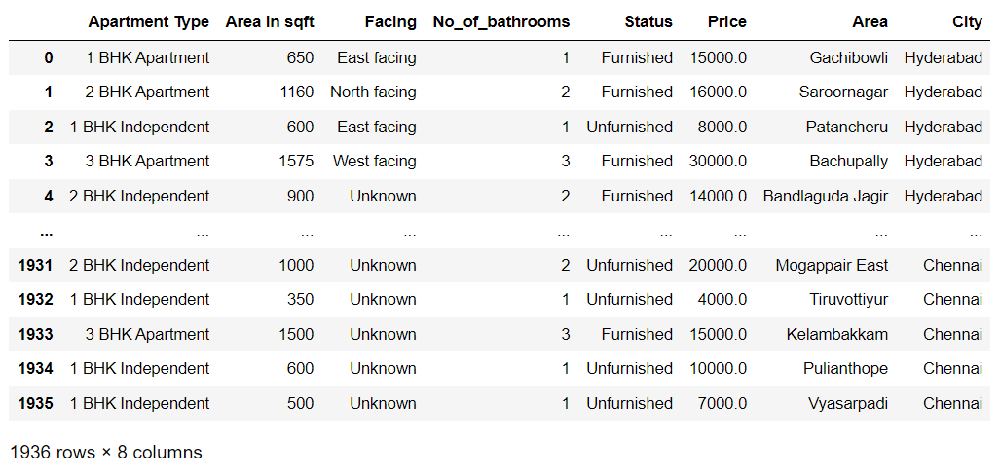 Apartment Type Area In sqft Facing No_of_bathrooms Status Price Area City
0 1 BHK Apartment 650 East facing 1 Furnished 15000.0 Gachibowli Hyderabad
1 2 BHK Apartment 1160 North facing 2 Furnished 16000.0 Saroornagar Hyderabad
2 1 BHK Independent 600 East facing 1 Unfurnished 8000.0 Patancheru Hyderabad
3 3 BHK Apartment 1575 West facing 3 Furnished 30000.0 Bachupally Hyderabad
4 2 BHK Independent 900 Unknown 2 Furnished 14000.0 Bandlaguda Jagir Hyderabad
... ... ... ... ... ... ... ... ...
1931 2 BHK Independent 1000 Unknown 2 Unfurnished 20000.0 Mogappair East Chennai
1932 1 BHK Independent 350 Unknown 1 Unfurnished 4000.0 Tiruvottiyur Chennai
1933 3 BHK Apartment 1500 Unknown 3 Furnished 15000.0 Kelambakkam Chennai
1934 1 BHK Independent 600 Unknown 1 Unfurnished 10000.0 Pulianthope Chennai
1935 1 BHK Independent 500 Unknown 1 Unfurnished 7000.0 Vyasarpadi Chennai
1936 rows × 8 columns